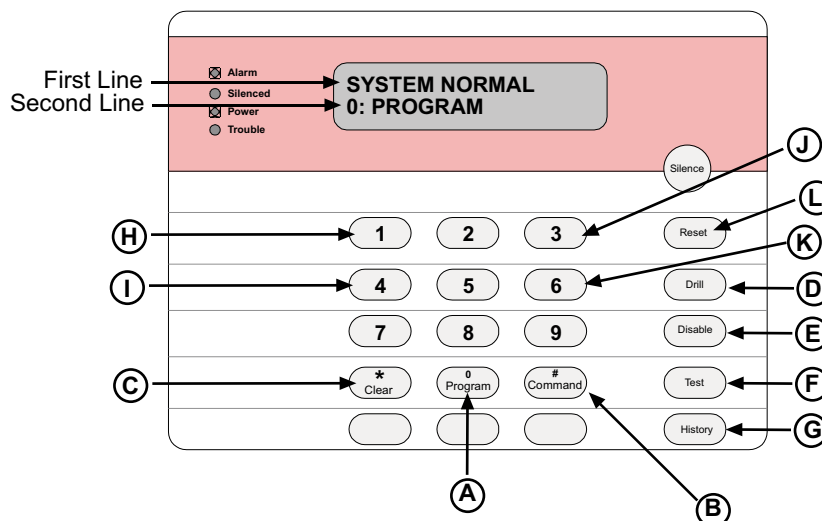 First Line
Second Line
Alarm
Silenced
Power
Trouble
SYSTEM NORMAL
0: PROGRAM
Silence
J
L
H
1
2
3
Reset
K
I
4
5
6
Drill
D
7
8
9
Disable
E
C
*
Clear
0
Program
#
Command
Test
F
History
G
A
B